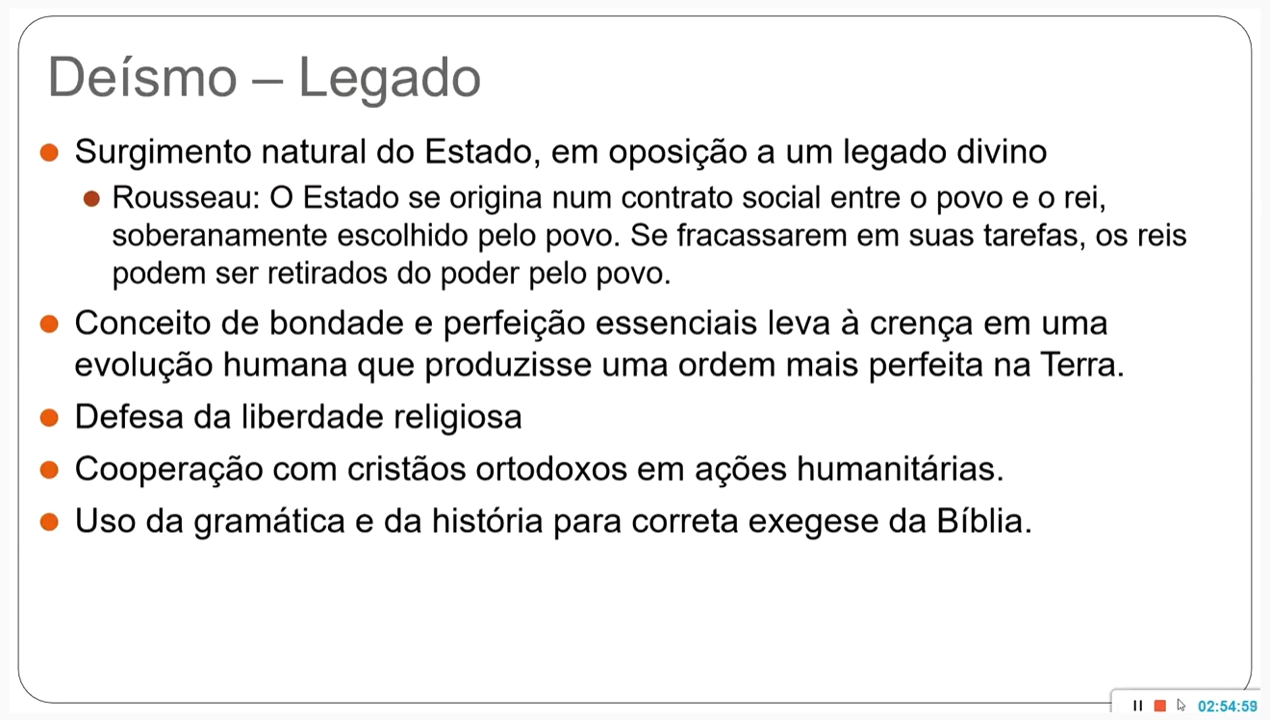 Deísmo – Legado
Surgimento natural do Estado, em oposição a um legado divino
Rousseau: O Estado se origina num contrato social entre o povo e o rei,
soberanamente escolhido pelo povo. Se fracassarem em suas tarefas, os reis
podem ser retirados do poder pelo povo.
Conceito de bondade e perfeição essenciais leva à crença em uma
evolução humana que produzisse uma ordem mais perfeita na Terra.
Defesa da liberdade religiosa
Cooperação com cristãos ortodoxos em ações humanitárias.
Uso da gramática e da história para correta exegese da Bíblia.
02:54:59